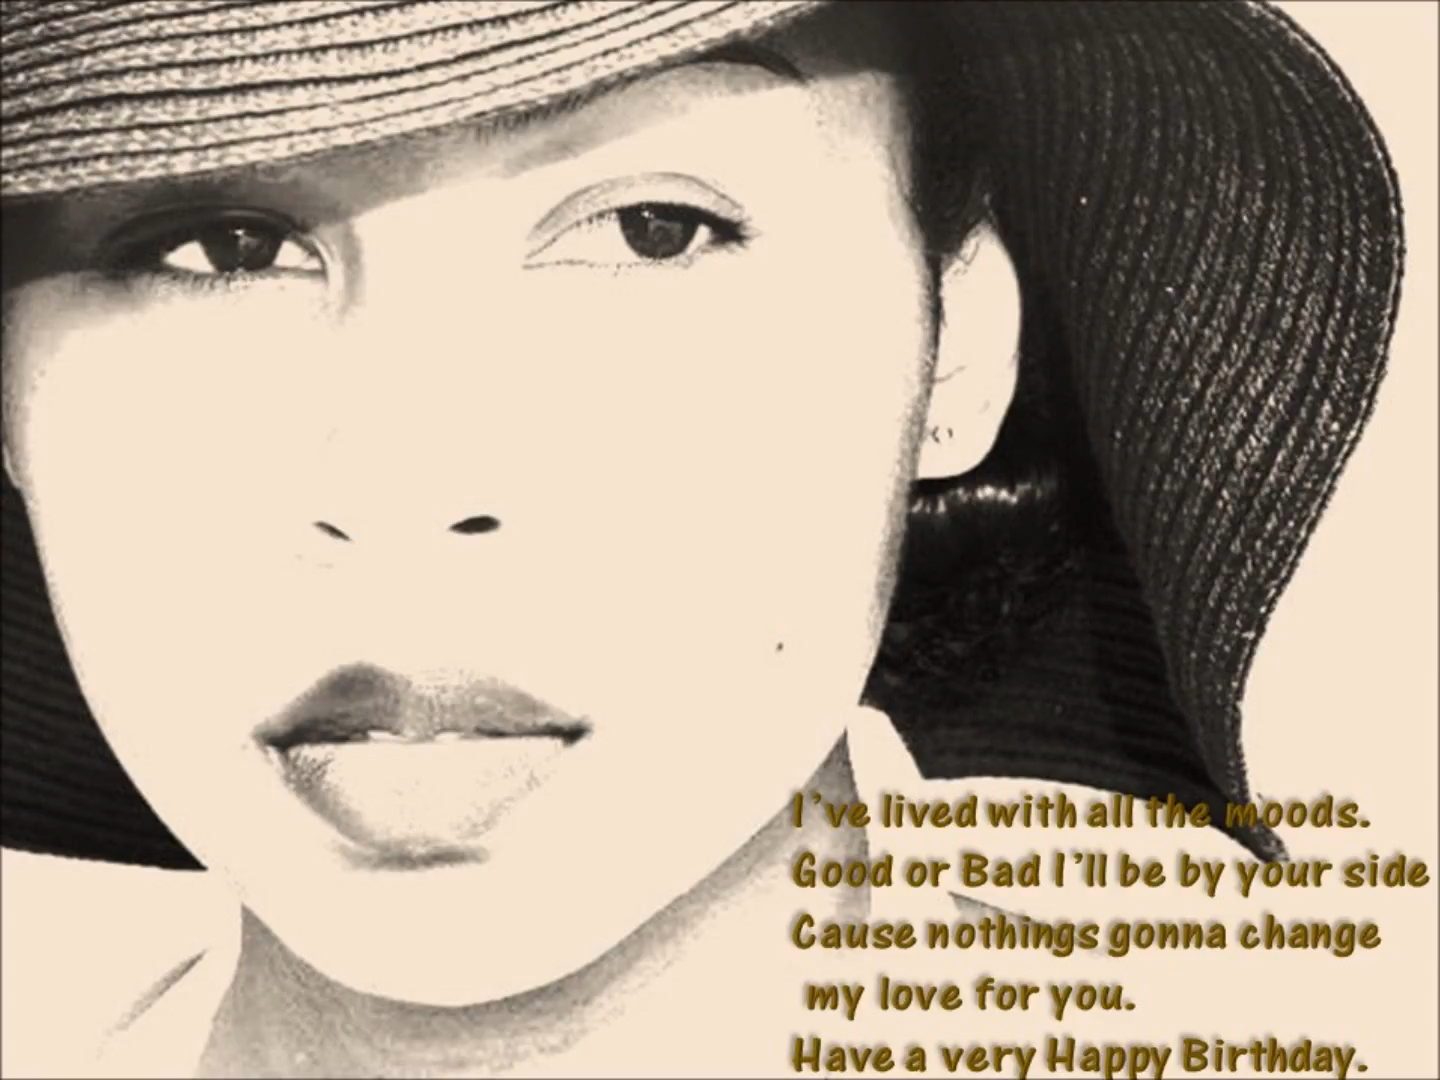 I've lived with all the moods.
Good or Bad I'll be by your side
Cause nothings gonna change
my love for you.
Have a very Happy Birthday.